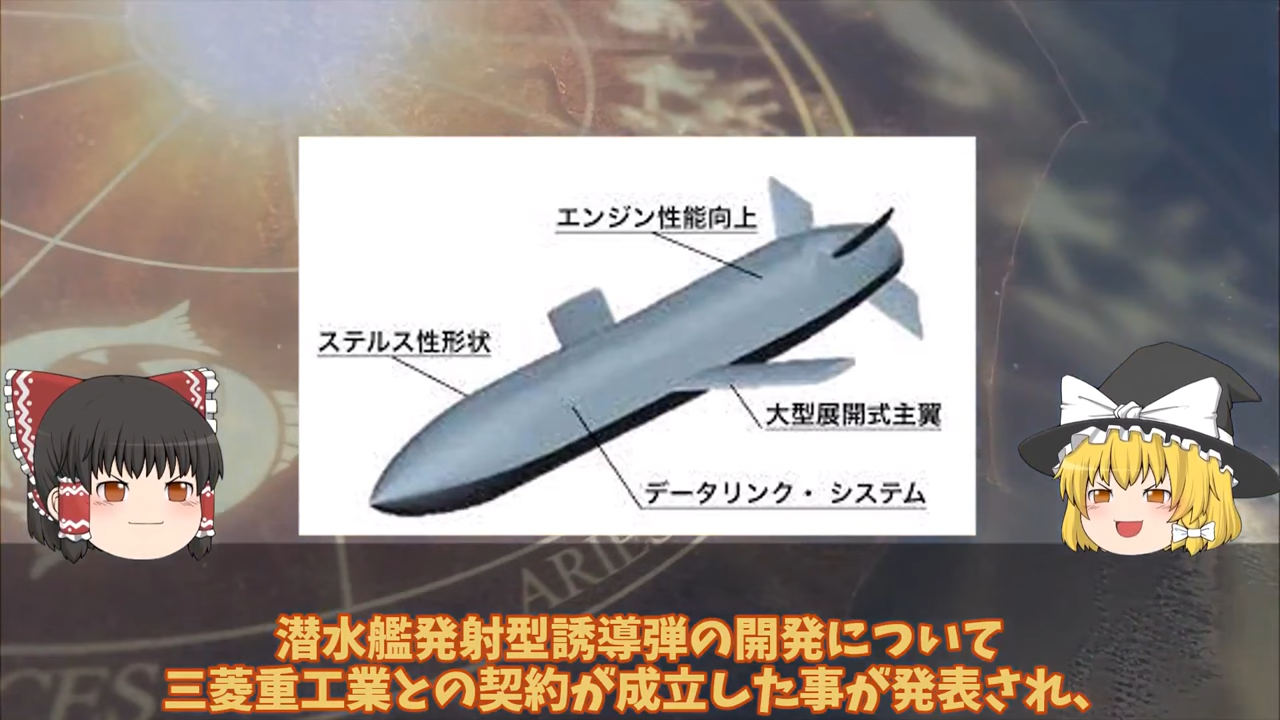 エンジン性能向上
ステルス性形状
大型展開式主翼
データリンク・ システム
ARIES
CES
潜水艦発射型誘導弾の開発について
三菱重工業との契約が成立した事が発表され、